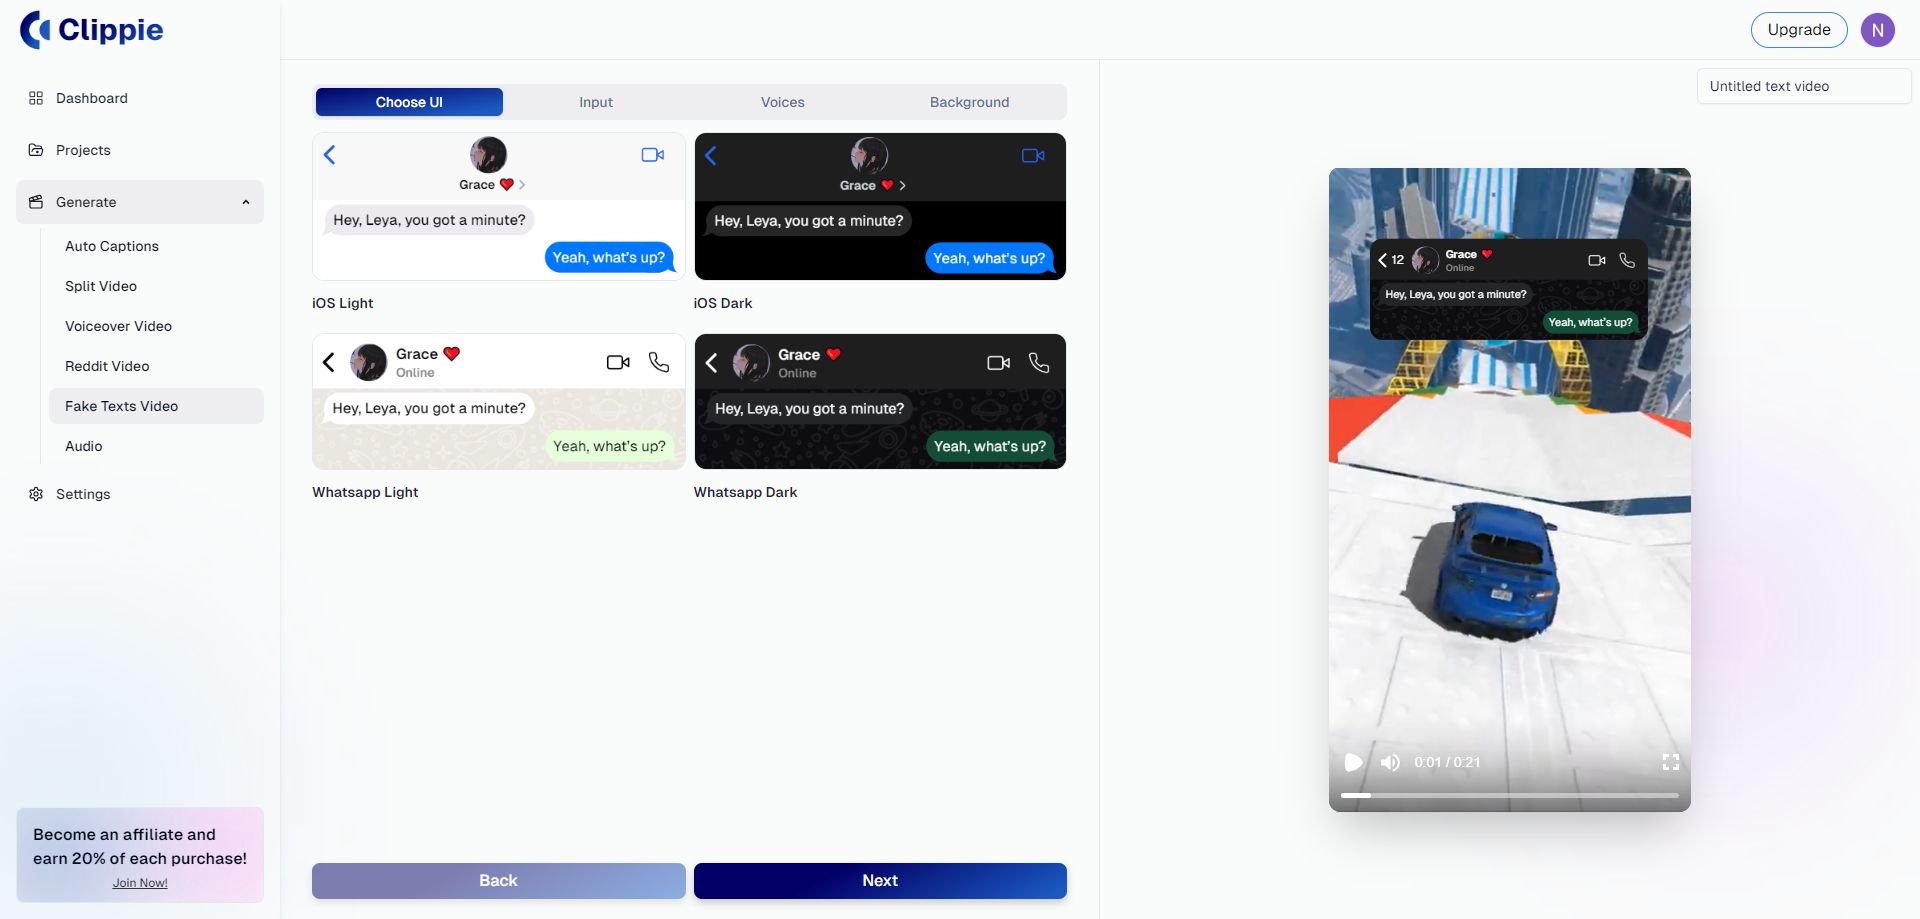 Clippie
Upgrade
N
Dashboard
Projects
Generate
Auto Captions
Split Video
Voiceover Video
Reddit Video
Fake Texts Video
Audio
Settings
Become an affiliate and
earn 20% of each purchase!
Join Now!
Choose UI
Input
Voices
Background
Grace ❤️
Hey, Leya, you got a minute?
Yeah, what's up?
iOS Light
Grace ❤️
Hey, Leya, you got a minute?
Yeah, what's up?
iOS Dark
Grace ❤️
Online
Hey, Leya, you got a minute?
Yeah, what's up?
Whatsapp Light
Grace ❤️
Online
Hey, Leya, you got a minute?
Yeah, what's up?
Whatsapp Dark
Back
Next
Untitled text video
12
Grace ❤️
Online
Hey, Leya, you got a minute?
Yeah, what's up?
0:01 / 0:21